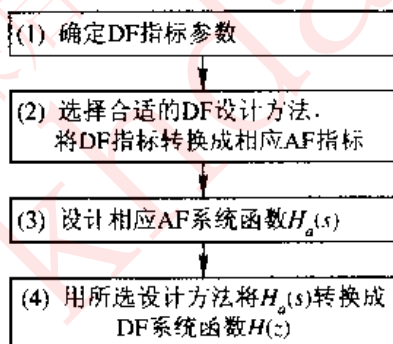 (1) 确定DF指标参数
(2) 选择合适的DF设计方法.
将DF指标转换成相应AF指标
(3) 设计相应AF系统函数Ha(s)
(4) 用所选设计方法将Ha(s)转换成
DF系统函数H(z)